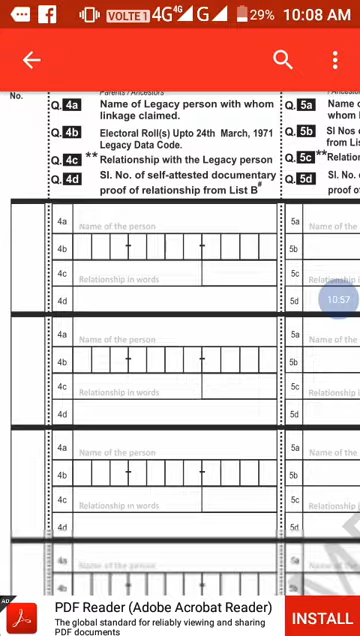 VOLTE 1 4G 4G G 29% 10:08 AM
No.
Parents / Ancestors
Q. 4a Name of Legacy person with whom linkage claimed.
Q. 4b Electoral Roll(s) Upto 24th March, 1971 Legacy Data Code.
Q. 4c ** Relationship with the Legacy person
Q. 4d Sl. No. of self-attested documentary proof of relationship from List B#
Q. 5a Name o
whom l
Q. 5b Sl Nos o
from Lis
Q. 5c ** Relation
Q. 5d Sl. No.
proof of
4a Name of the person 5a Name of the
4b 5b
4c Relationship in words 5c Relationship i
4d 5d
10:57
4a Name of the person 5a Name of the
4b 5b
4c Relationship in words 5c Relationship i
4d 5d
4a Name of the person 5a Name of the
4b 5b
4c Relationship in words 5c Relationship i
4d 5d
4a Name of the person 5a Name of the
4b 5b
AD
PDF Reader (Adobe Acrobat Reader)
The global standard for reliably viewing and sharing
PDF documents
INSTALL